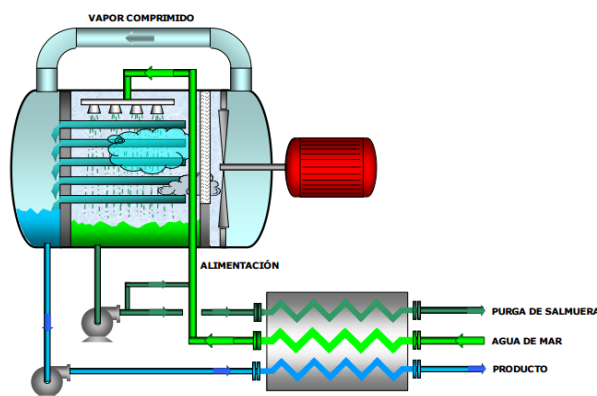 VAPOR COMPRIMIDO
ALIMENTACIÓN
PURGA DE SALMUERA
AGUA DE MAR
PRODUCTO